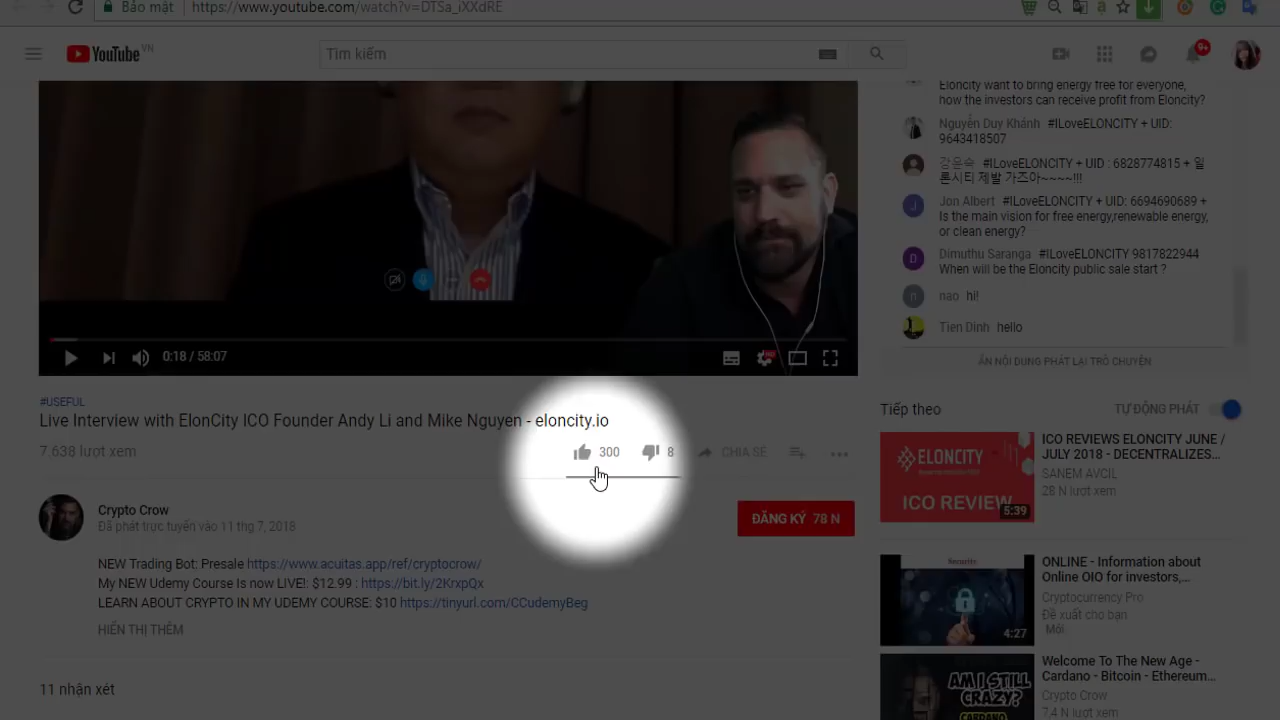 Bảo mật
https://www.youtube.com/watch?v=DTSa_iXXdRE
YouTube VN
Tìm kiếm
9+
Eloncity want to bring energy free for everyone,
how the investors can receive profit from Eloncity?
Nguyễn Duy Khánh #ILoveELONCITY + UID:
9643418507
강윤숙 #ILoveELONCITY + UID : 6828774815 + 일
론시티 제발 가즈아~~~~!!!
Jon Albert #ILoveELONCITY + UID: 6694690689 +
Is the main vision for free energy,renewable energy,
or clean energy?
Dimuthu Saranga #ILoveELONCITY 9817822944
When will be the Eloncity public sale start ?
nao hi!
Tien Dinh hello
ẨN NỘI DUNG PHÁT LẠI TRÒ CHUYỆN
0:18 / 58:07
HD
#USEFUL
Live Interview with ElonCity ICO Founder Andy Li and Mike Nguyen - eloncity.io
7,638 lượt xem
300
8
CHIA SẺ
Crypto Crow
Đã phát trực tuyến vào 11 thg 7, 2018
ĐĂNG KÝ 78 N
NEW Trading Bot: Presale https://www.acuitas.app/ref/cryptocrow/
My NEW Udemy Course Is now LIVE!: $12.99 : https://bit.ly/2KrxpQx
LEARN ABOUT CRYPTO IN MY UDEMY COURSE: $10 https://tinyurl.com/CCudemyBeg
HIỂN THỊ THÊM
11 nhận xét
Tiếp theo
TỰ ĐỘNG PHÁT
ELONCITY
ICO REVIEW
5:39
ICO REVIEWS ELONCITY JUNE /
JULY 2018 - DECENTRALIZES...
SANEM AVCIL
28 N lượt xem
Security
4:27
ONLINE - Information about
Online OIO for investors,...
Cryptocurrency Pro
Đề xuất cho bạn
Mới
AM I STILL
CRAZY?
CARDANO
Welcome To The New Age -
Cardano - Bitcoin - Ethereum...
Crypto Crow
7,4 N lượt xem